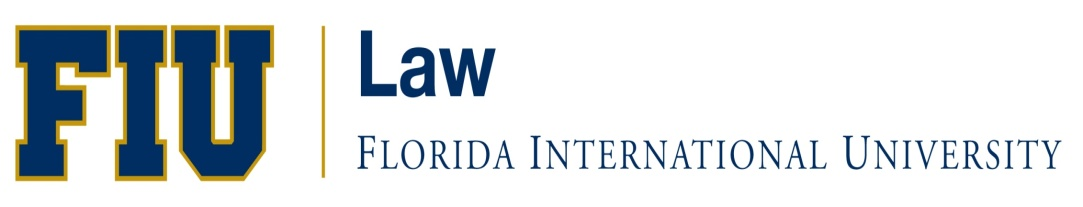 FIU
Law
FLORIDA INTERNATIONAL UNIVERSITY